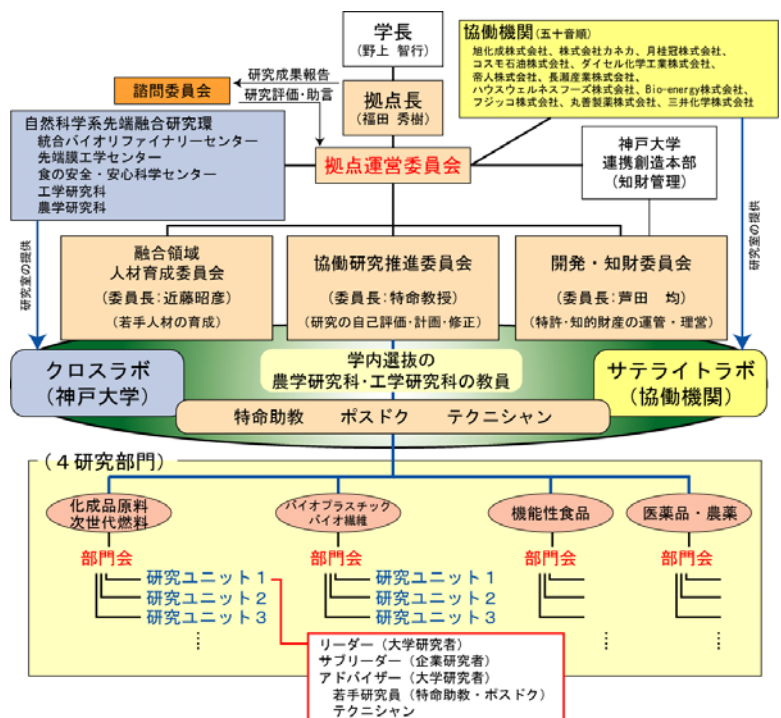 学長
(野上 智行)
協働機関(五十音順)
旭化成株式会社、株式会社カネカ、月桂冠株式会社、
コスモ石油株式会社、ダイセル化学工業株式会社、
帝人株式会社、長瀬産業株式会社、
ハウスウェルネスフーズ株式会社、Bio-energy株式会社、
フジッコ株式会社、丸善製薬株式会社、三井化学株式会社
研究成果報告
諮問委員会
研究評価・助言
拠点長
(福田 秀樹)
自然科学系先端融合研究環
統合バイオリファイナリーセンター
先端膜工学センター
食の安全・安心科学センター
工学研究科
農学研究科
拠点運営委員会
神戸大学
連携創造本部
(知財管理)
研究室の提供
研究室の提供
融合領域
人材育成委員会
(委員長:近藤昭彦)
(若手人材の育成)
協働研究推進委員会
(委員長:特命教授)
(研究の自己評価・計画・修正)
開発・知財委員会
(委員長:芦田 均)
(特許・知的財産の運管・理営)
クロスラボ
(神戸大学)
学内選抜の
農学研究科・工学研究科の教員
サテライトラボ
(協働機関)
特命助教 ポスドク テクニシャン
(4研究部門)
化成品原料
次世代燃料
バイオプラスチック
バイオ繊維
機能性食品
医薬品・農薬
部門会
部門会
部門会
部門会
研究ユニット1
研究ユニット2
研究ユニット3
⋮
研究ユニット1
研究ユニット2
研究ユニット3
⋮
⋮
⋮
リーダー(大学研究者)
サブリーダー(企業研究者)
アドバイザー(大学研究者)
若手研究員(特命助教・ポスドク)
テクニシャン